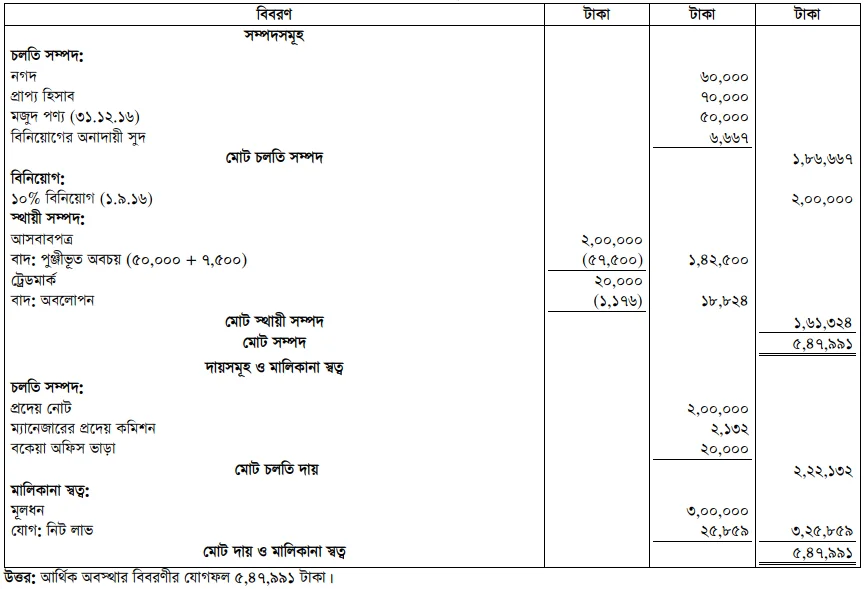 বিবরণ টাকা টাকা টাকা
সম্পদসমূহ
চলতি সম্পদ:
নগদ ৬০,০০০
প্রাপ্য হিসাব ৭০,০০০
মজুদ পণ্য (৩১.১২.১৬) ৫০,০০০
বিনিয়োগের অনাদায়ী সুদ ৬,৬৬৭
মোট চলতি সম্পদ ১,৮৬,৬৬৭
বিনিয়োগ:
১০% বিনিয়োগ (১.৯.১৬) ২,০০,০০০
স্থায়ী সম্পদ:
আসবাবপত্র ২,০০,০০০
বাদ: পুঞ্জীভূত অবচয় (৫০,০০০ + ৭,৫০০) (৫৭,৫০০) ১,৪২,৫০০
ট্রেডমার্ক ২০,০০০
বাদ: অবলোপন (১,১৭৬) ১৮,৮২৪
মোট স্থায়ী সম্পদ ১,৬১,৩২৪
মোট সম্পদ ৫,৪৭,৯৯১
দায়সমূহ ও মালিকানা স্বত্ব
চলতি সম্পদ:
প্রদেয় নোট ২,০০,০০০
ম্যানেজারের প্রদেয় কমিশন ২,১৩২
বকেয়া অফিস ভাড়া ২০,০০০
মোট চলতি দায় ২,২২,১৩২
মালিকানা স্বত্ব:
মূলধন ৩,০০,০০০
যোগ: নিট লাভ ২৫,৮৫৯ ৩,২৫,৮৫৯
মোট দায় ও মালিকানা স্বত্ব ৫,৪৭,৯৯১
উত্তর: আর্থিক অবস্থার বিবরণীর যোগফল ৫,৪৭,৯৯১ টাকা।